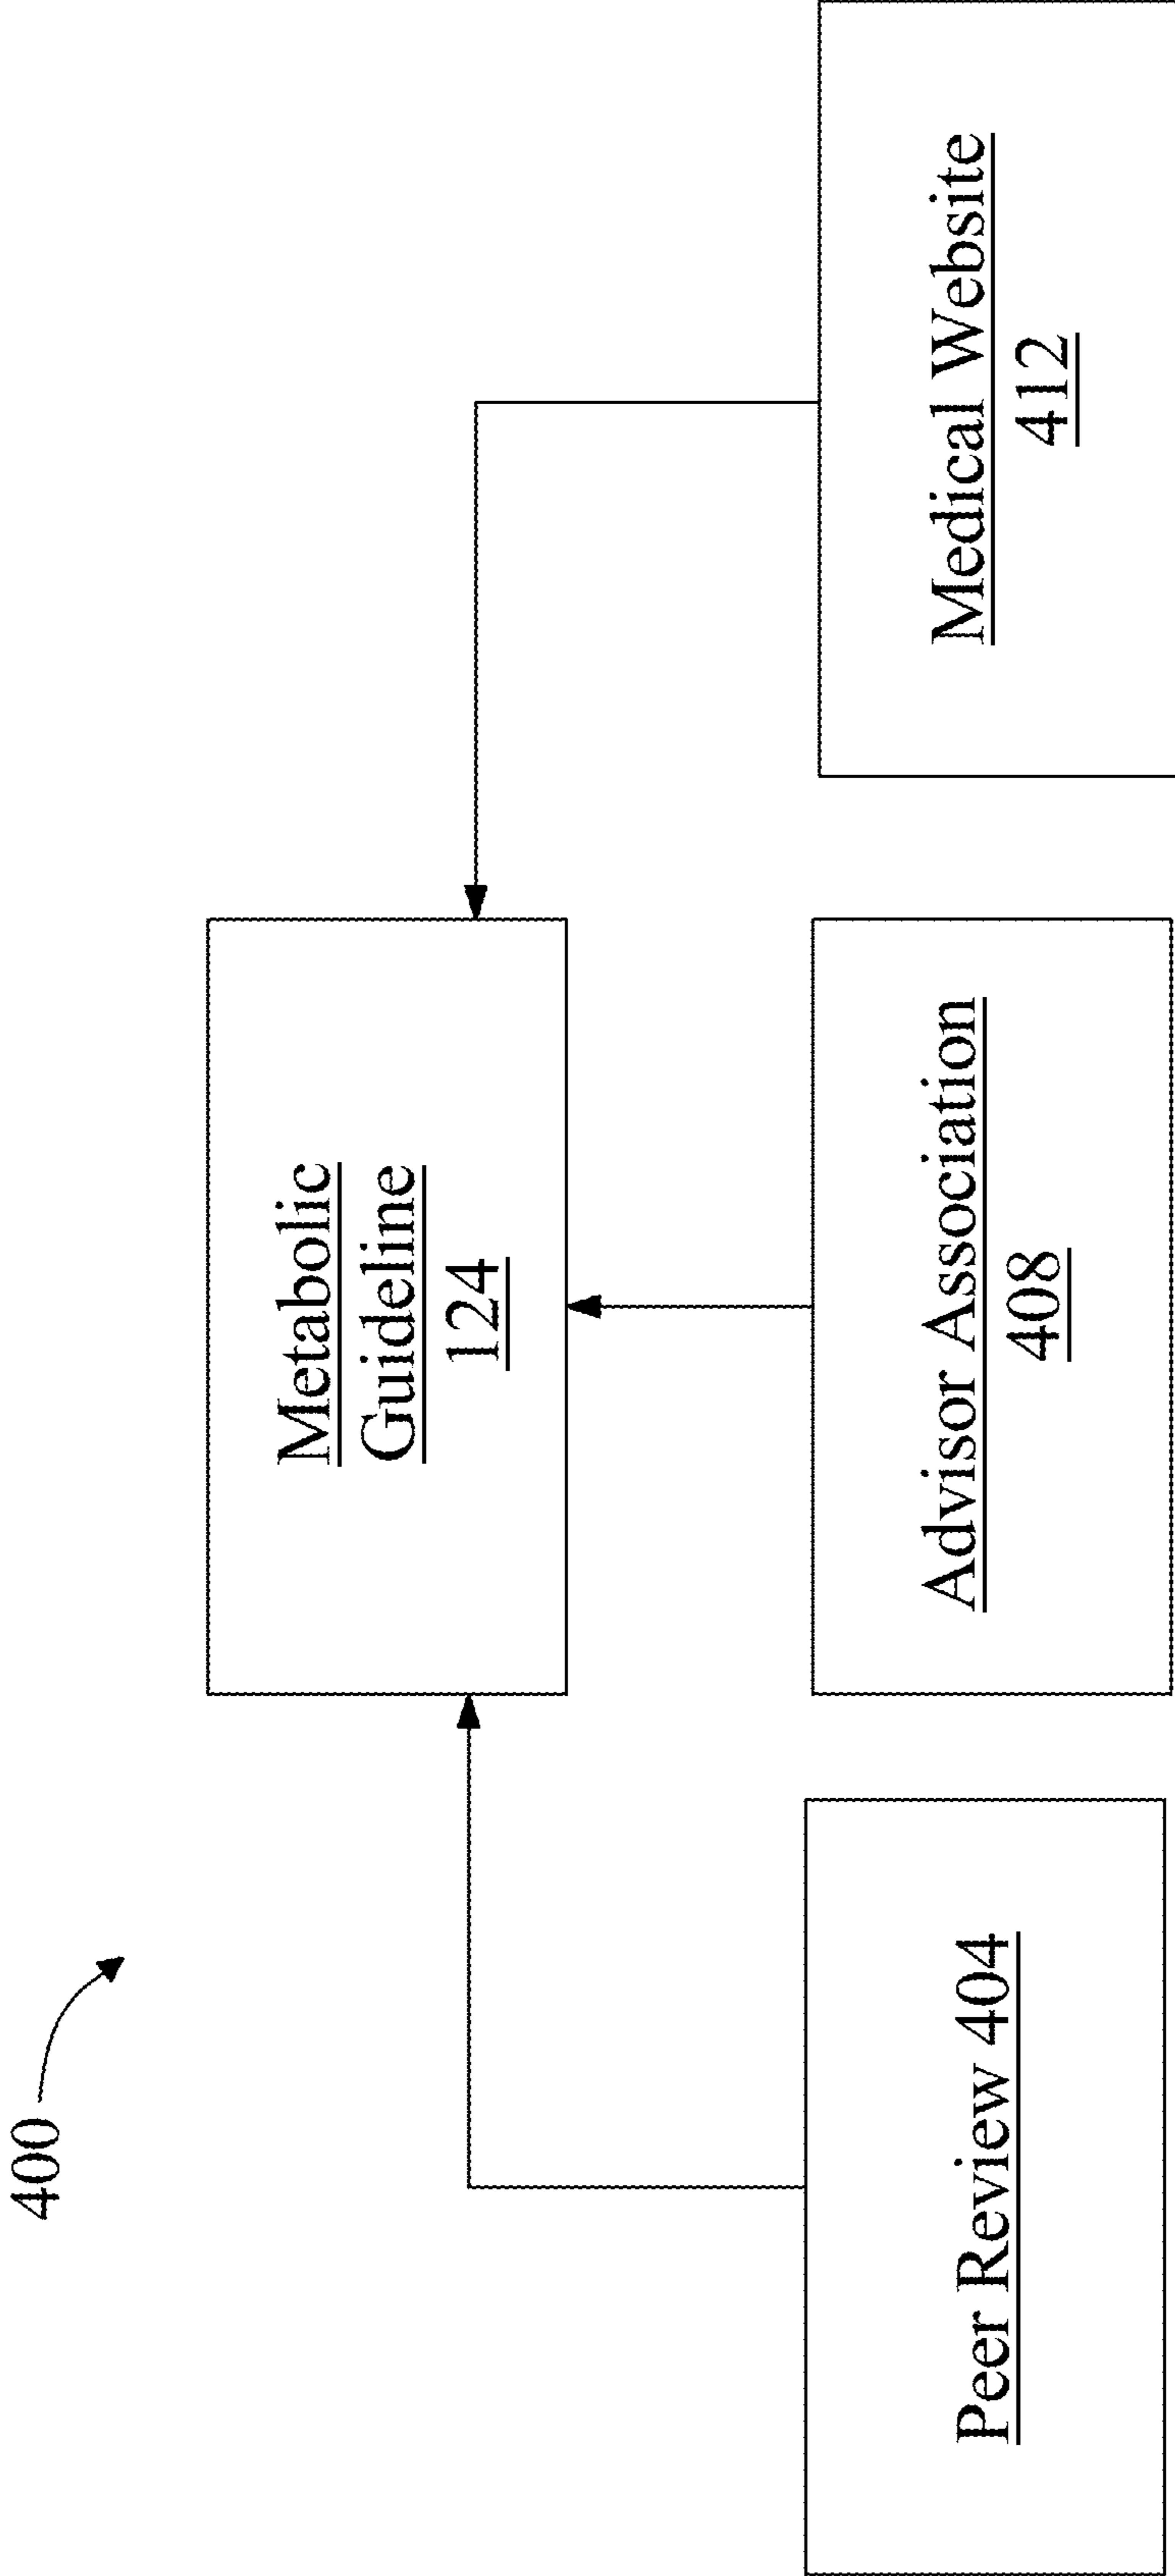 400
Metabolic
Guideline
124
Peer Review 404
Advisor Association
408
Medical Website
412